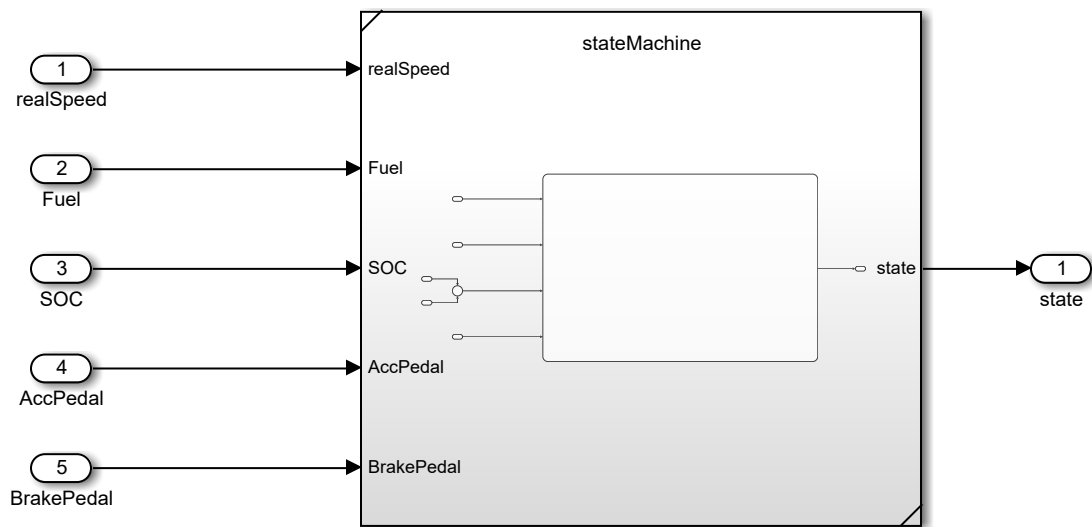 stateMachine
1
realSpeed
realSpeed
2
Fuel
Fuel
3
SOC
SOC
state
1
state
4
AccPedal
AccPedal
5
BrakePedal
BrakePedal